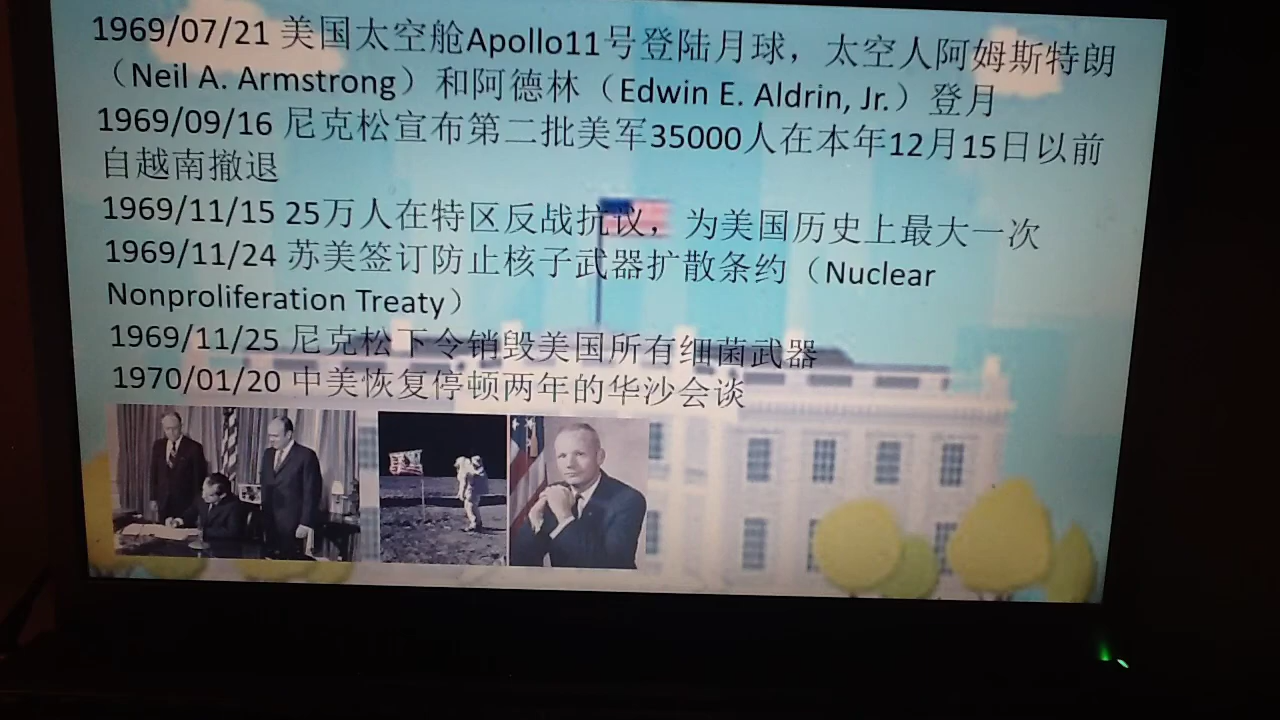 1969/07/21 美国太空舱Apollo11号登陆月球，太空人阿姆斯特朗
（Neil A. Armstrong）和阿德林（Edwin E. Aldrin, Jr.）登月
1969/09/16 尼克松宣布第二批美军35000人在本年12月15日以前
自越南撤退
1969/11/15 25万人在特区反战抗议，为美国历史上最大一次
1969/11/24 苏美签订防止核子武器扩散条约（Nuclear
Nonproliferation Treaty）
1969/11/25 尼克松下令销毁美国所有细菌武器
1970/01/20 中美恢复停顿两年的华沙会谈